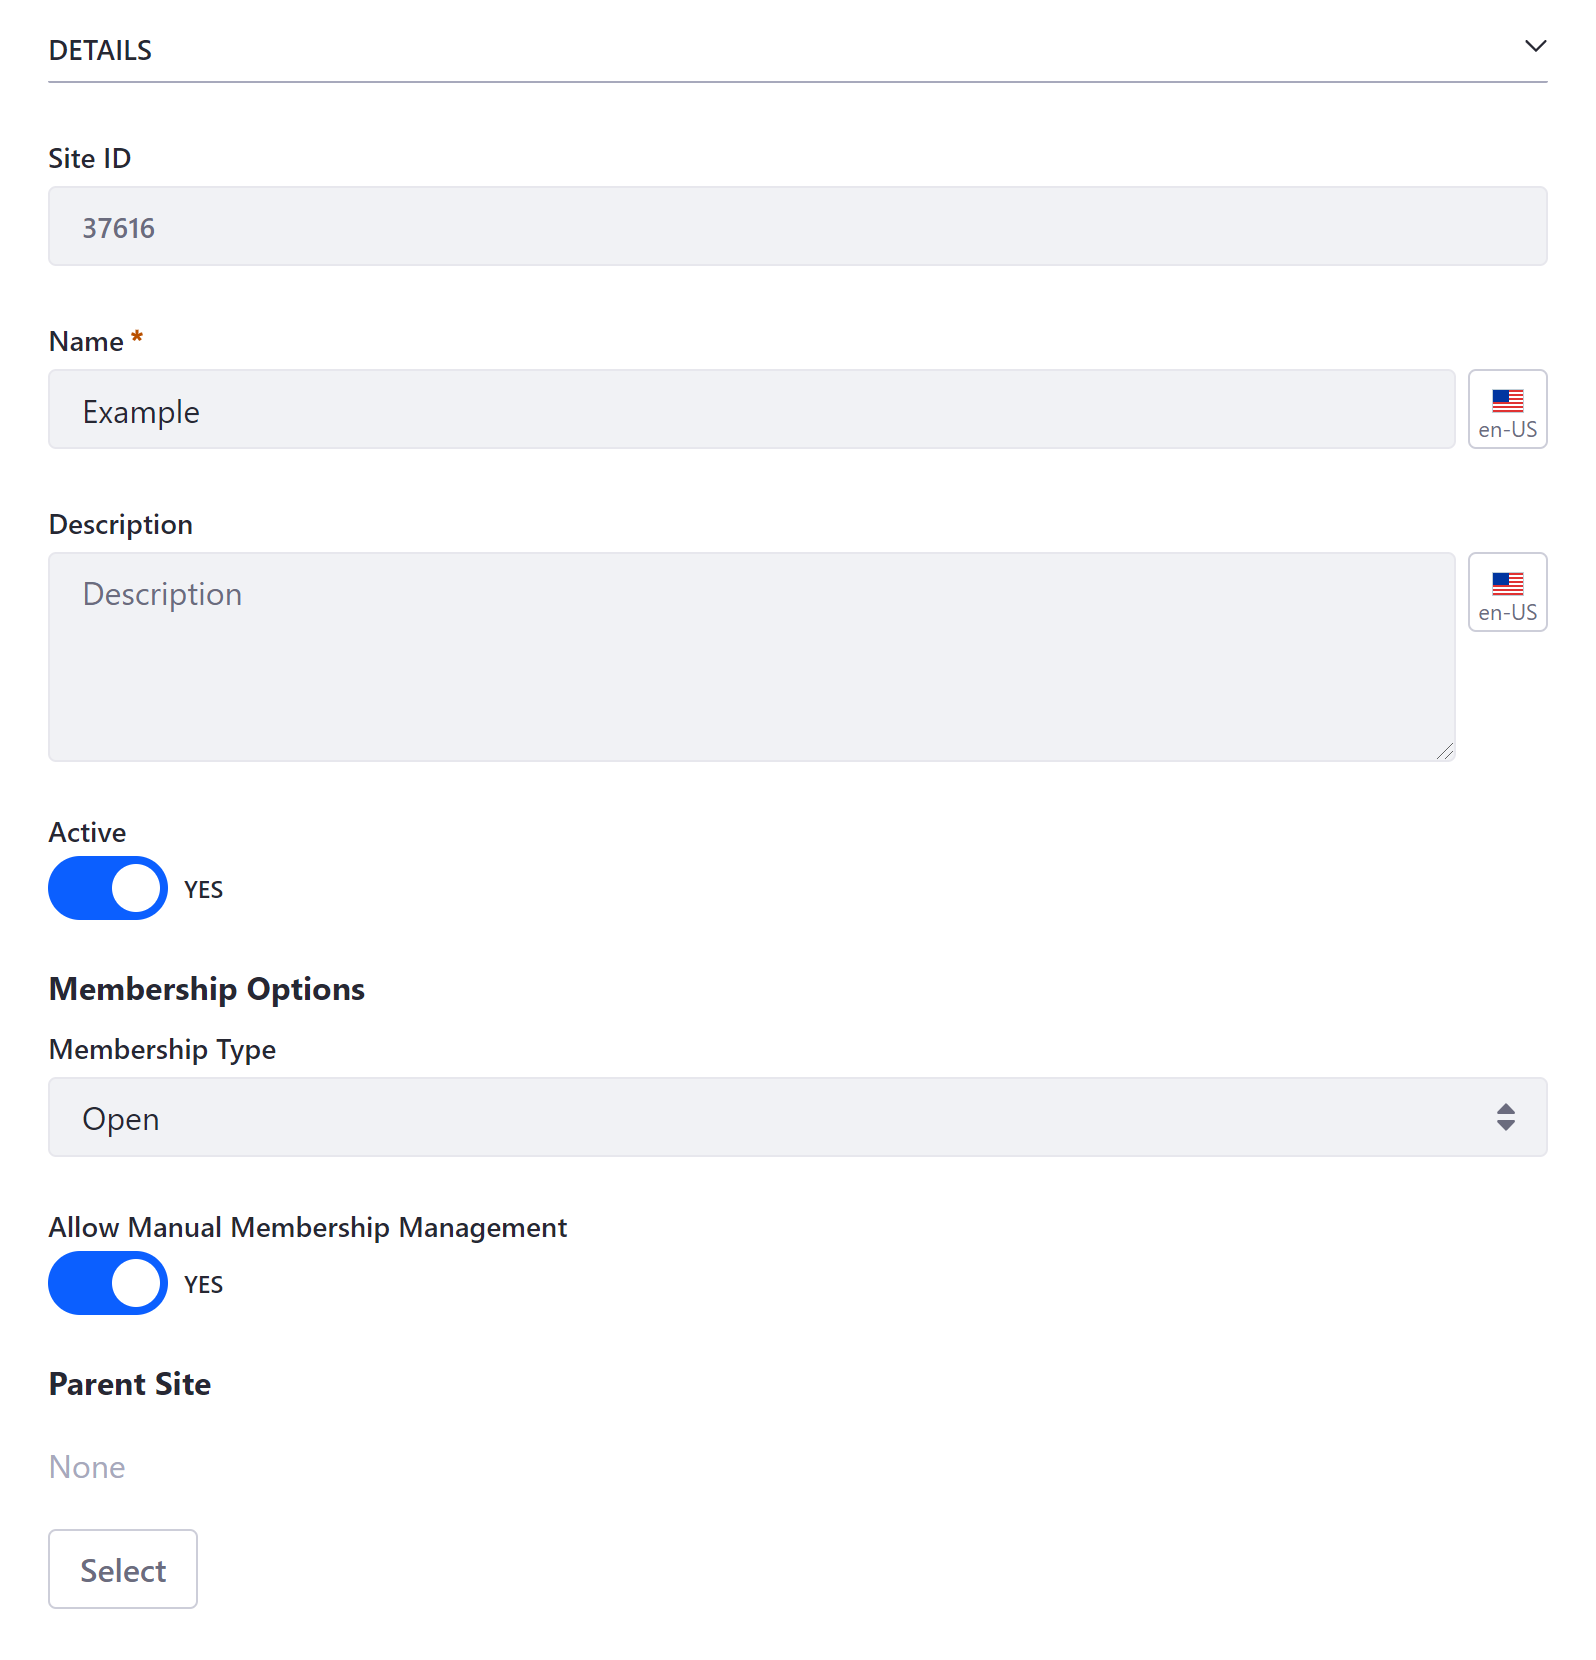 DETAILS
Site ID
37616
Name *
Example
en-US
Description
Description
en-US
Active
YES
Membership Options
Membership Type
Open
Allow Manual Membership Management
YES
Parent Site
None
Select